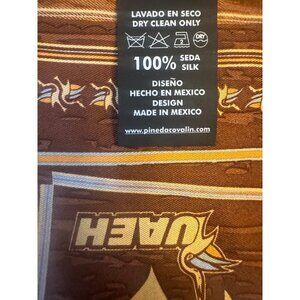 LAVADO EN SECO
DRY CLEAN ONLY
DRY
100% SEDA
SILK
DISEÑO
HECHO EN MEXICO
DESIGN
MADE IN MEXICO
www.pinedacovalin.com
UAEH